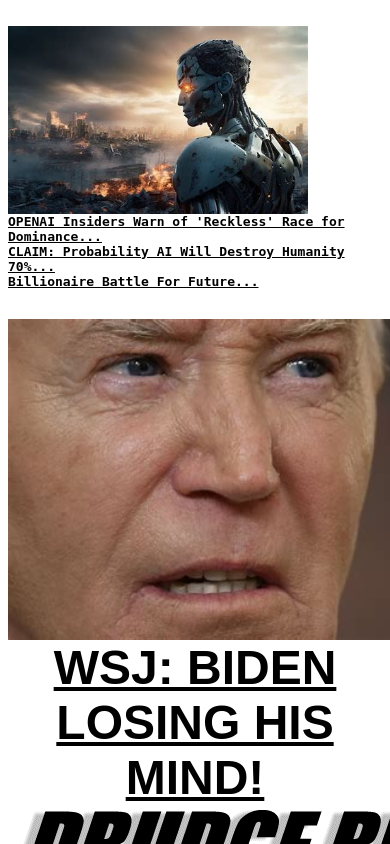 OPENAI Insiders Warn of 'Reckless' Race for
Dominance...
CLAIM: Probability AI Will Destroy Humanity
70%...
Billionaire Battle For Future...
WSJ: BIDEN
LOSING HIS
MIND!
DRUDGE